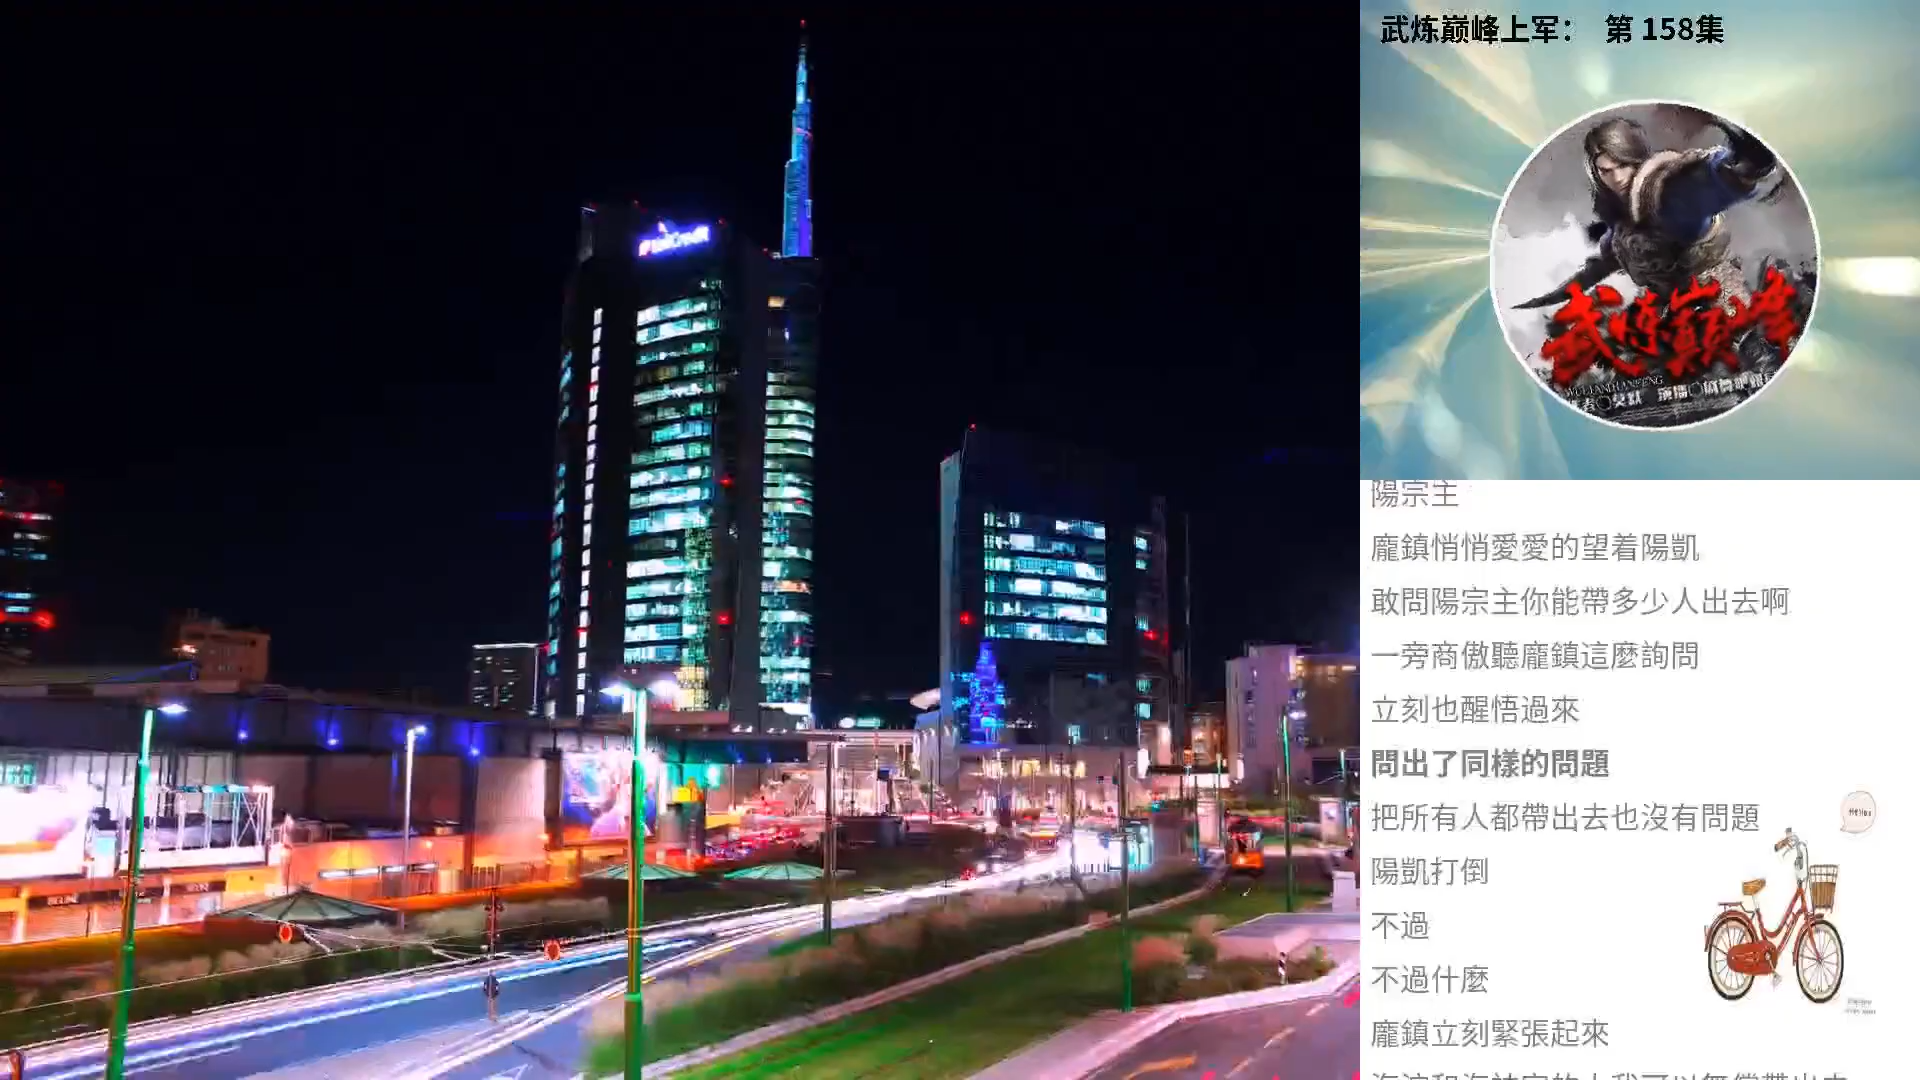 武炼巅峰上军： 第 158集
UniCredit
武炼巅峰
陽宗主
龐鎮悄悄愛愛的望着陽凱
敢問陽宗主你能帶多少人出去啊
一旁商傲聽龐鎮這麼詢問
立刻也醒悟過來
問出了同樣的問題
把所有人都帶出去也沒有問題
陽凱打倒
不過
不過什麼
龐鎮立刻緊張起來